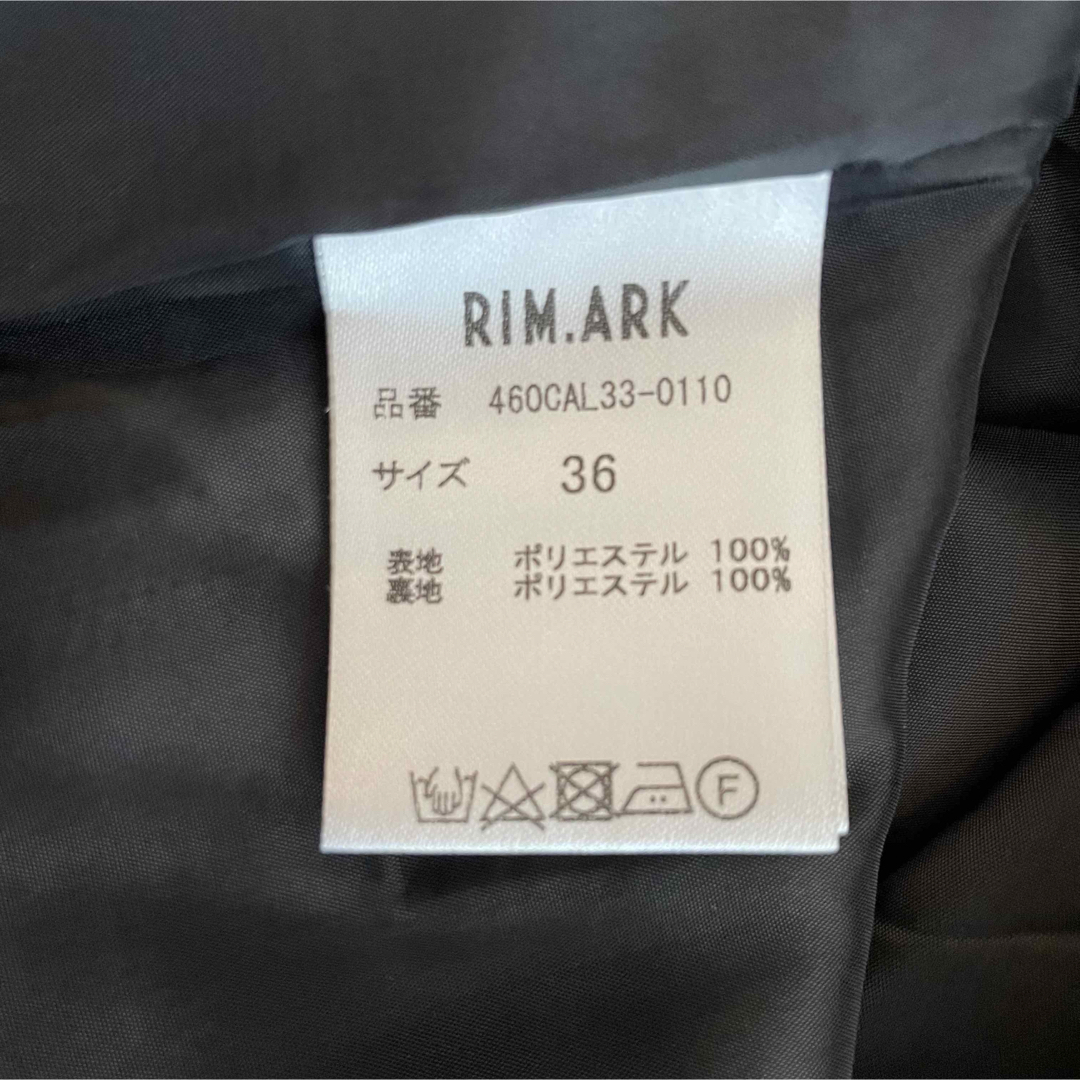 RIM.ARK
品番 460CAL33-0110
サイズ 36
表地 ポリエステル 100%
裏地 ポリエステル 100%
F